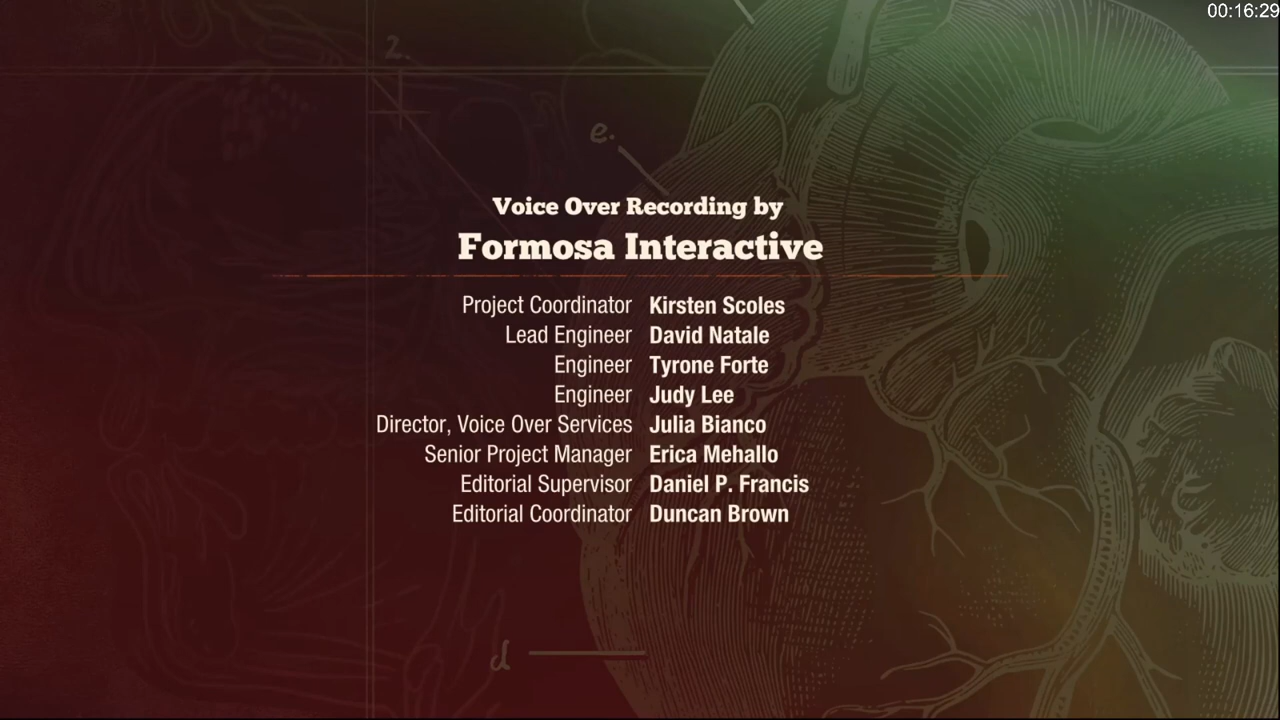 00:16:29
2.
e.
Voice Over Recording by
Formosa Interactive
Project Coordinator Kirsten Scoles
Lead Engineer David Natale
Engineer Tyrone Forte
Engineer Judy Lee
Director, Voice Over Services Julia Bianco
Senior Project Manager Erica Mehallo
Editorial Supervisor Daniel P. Francis
Editorial Coordinator Duncan Brown
d